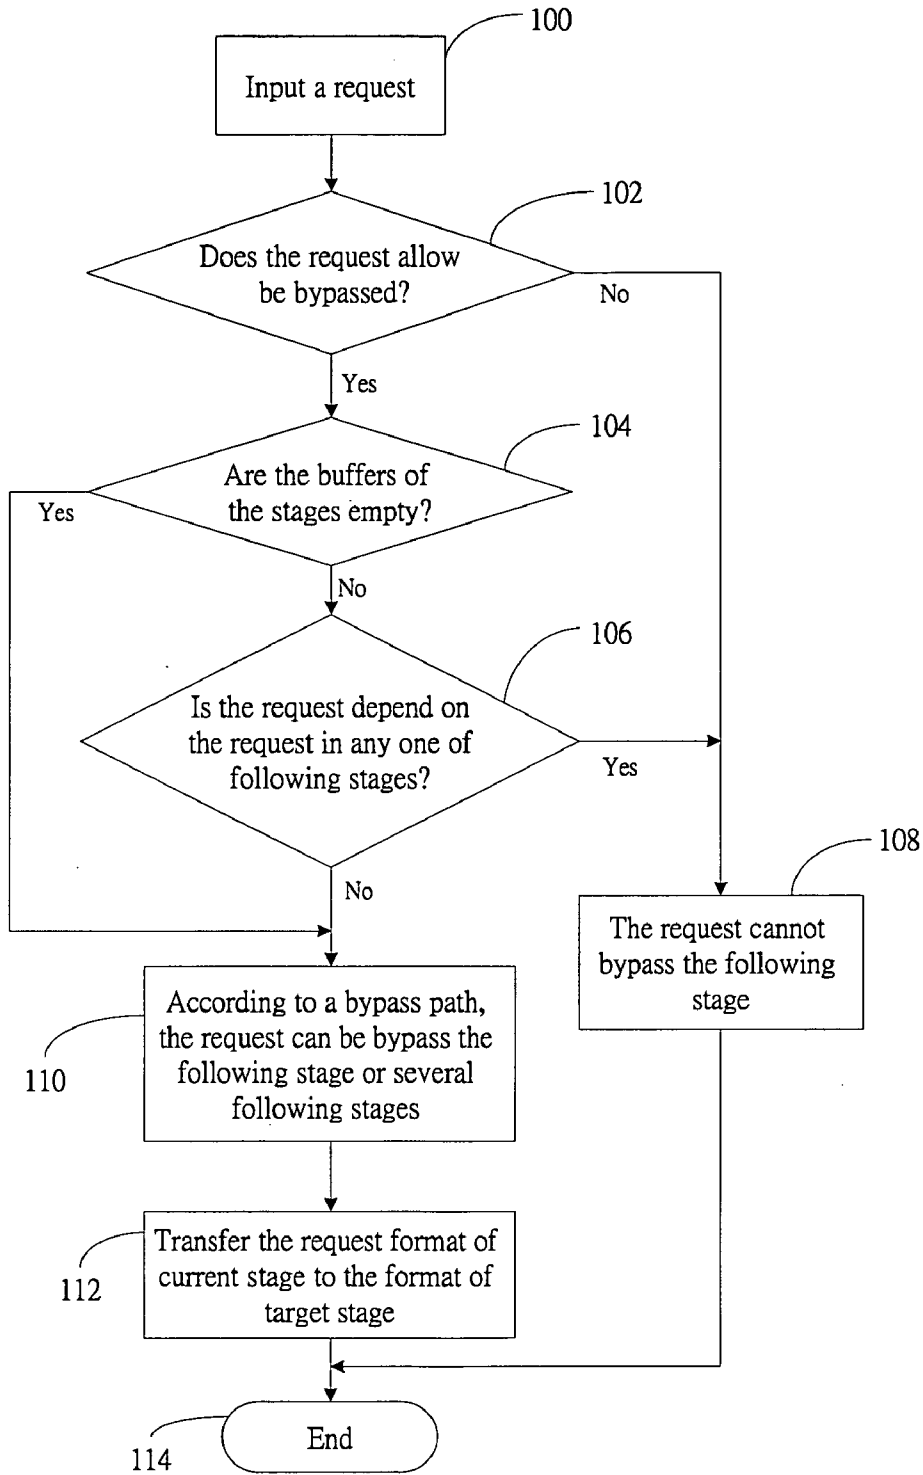 100
Input a request
102
Does the request allow
be bypassed?
No
Yes
104
Are the buffers of
the stages empty?
Yes
No
106
Is the request depend on
the request in any one of
following stages?
Yes
No
108
The request cannot
bypass the following
stage
According to a bypass path,
the request can be bypass the
following stage or several
following stages
110
Transfer the request format of
current stage to the format of
target stage
112
End
114